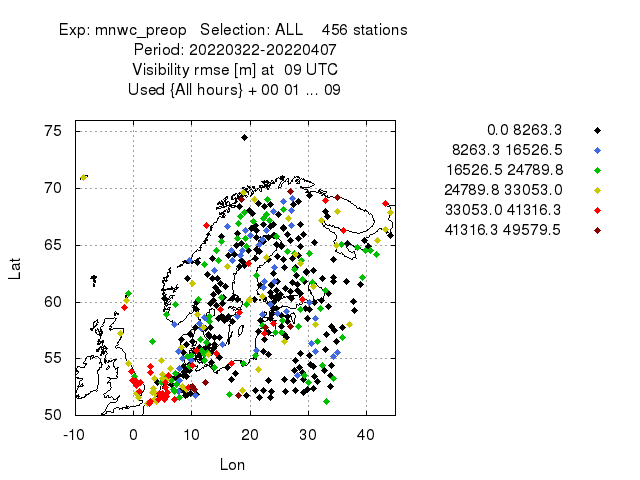 Exp: mnwc_preop   Selection: ALL    456 stations
Period: 20220322-20220407
Visibility rmse [m] at  09 UTC
Used {All hours} + 00 01 ... 09
0.0 8263.3
8263.3 16526.5
16526.5 24789.8
24789.8 33053.0
33053.0 41316.3
41316.3 49579.5
75
70
65
60
55
50
Lat
-10 0 10 20 30 40
Lon